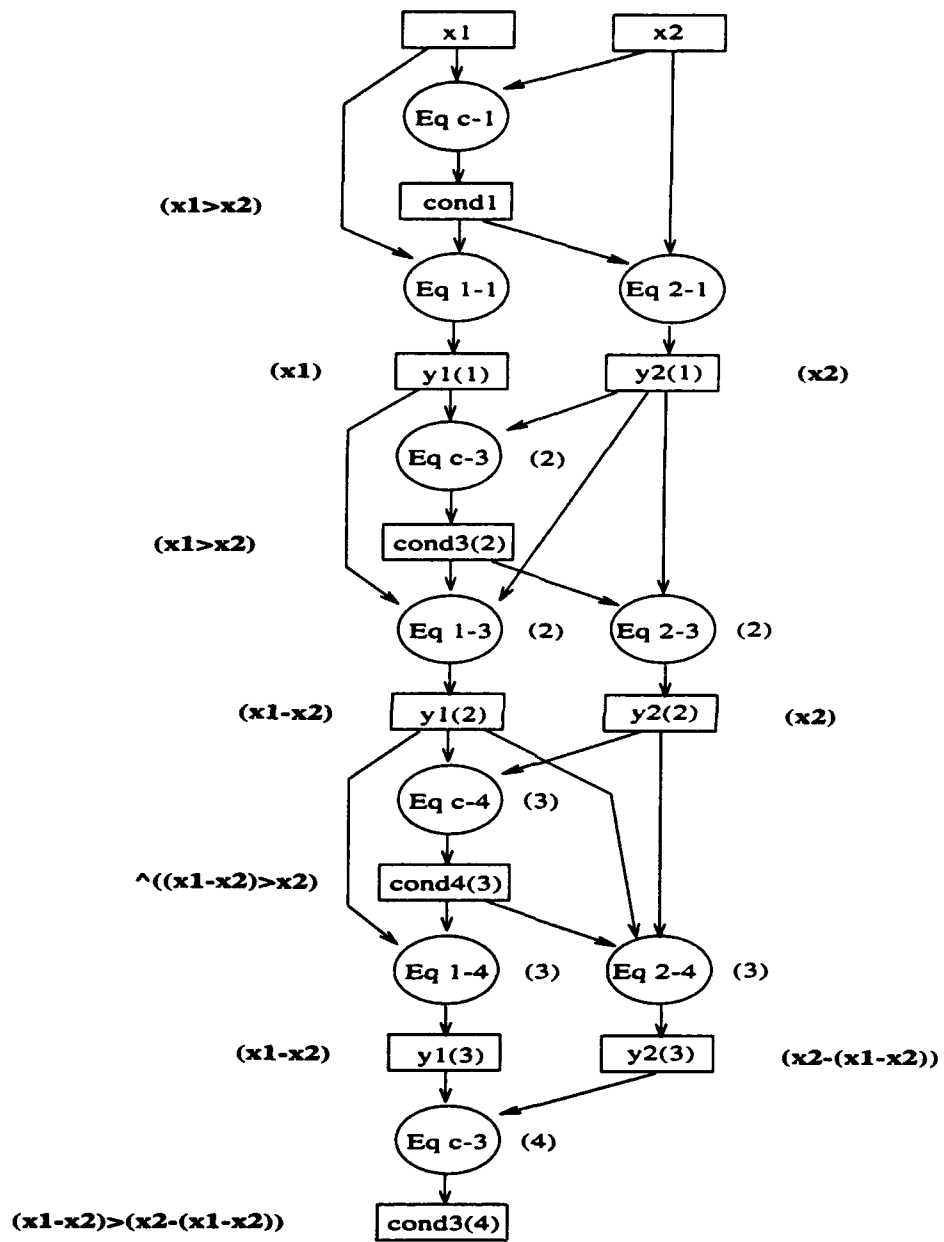 x1 x2
Eq c-1
(x1>x2) cond1
Eq 1-1 Eq 2-1
(x1) y1(1) y2(1) (x2)
Eq c-3 (2)
(x1>x2) cond3(2)
Eq 1-3 (2) Eq 2-3 (2)
(x1-x2) y1(2) y2(2) (x2)
Eq c-4 (3)
^((x1-x2)>x2) cond4(3)
Eq 1-4 (3) Eq 2-4 (3)
(x1-x2) y1(3) y2(3) (x2-(x1-x2))
Eq c-3 (4)
(x1-x2)>(x2-(x1-x2)) cond3(4)